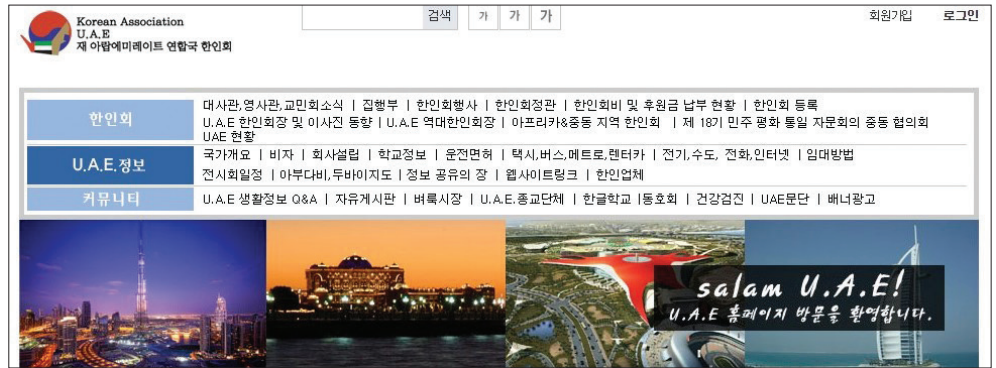 Korean Association
U.A.E
재 아랍에미레이트 연합국 한인회
검색 가 가 가
회원가입 로그인
한인회
대사관,영사관,교민회소식 | 집행부 | 한인회행사 | 한인회정관 | 한인회비 및 후원금 납부 현황 | 한인회 등록
U.A.E 한인회장 및 이사진 동향 | U.A.E 역대한인회장 | 아프리카&중동 지역 한인회 | 제 18기 민주 평화 통일 자문회의 중동 협의회
UAE 현황
U.A.E.정보
국가개요 | 비자 | 회사설립 | 학교정보 | 운전면허 | 택시,버스,메트로,렌터카 | 전기,수도, 전화,인터넷 | 임대방법
전시회일정 | 아부다비,두바이지도 | 정보 공유의 장 | 웹사이트링크 | 한인업체
커뮤니티
U.A.E 생활정보 Q&A | 자유게시판 | 벼룩시장 | U.A.E.종교단체 | 한글학교 |동호회 | 건강검진 | UAE문단 | 배너광고
salam U.A.E!
U.A.E 홈페이지 방문을 환영합니다.